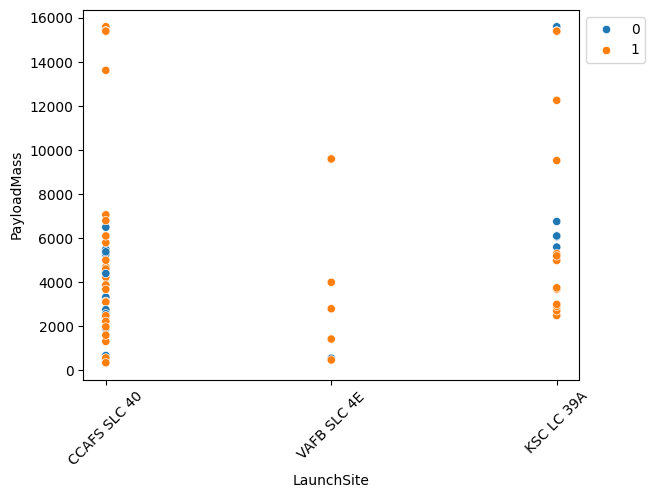 16000
14000
12000
10000
8000
6000
4000
2000
0
PayloadMass
CCAFS SLC 40
VAFB SLC 4E
KSC LC 39A
LaunchSite
0
1